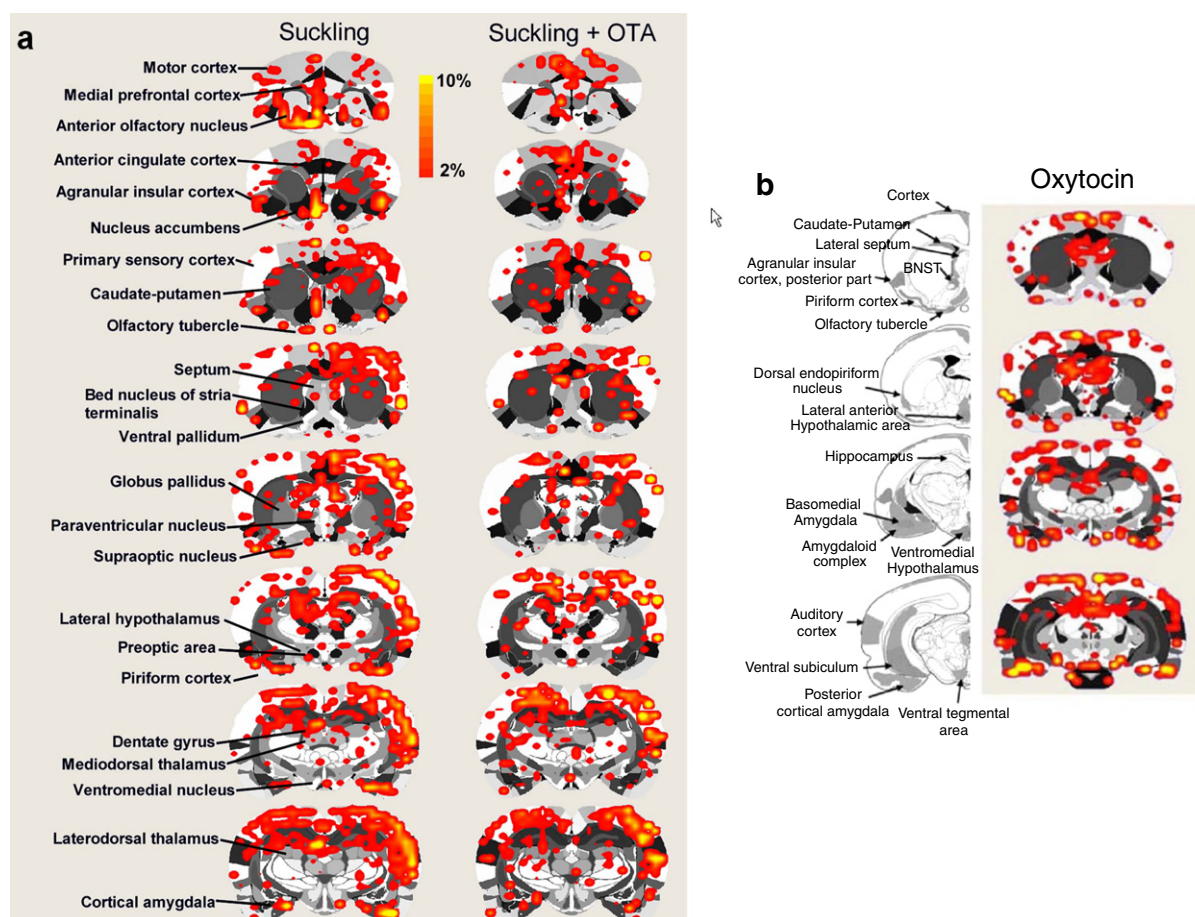 a
Suckling
Suckling + OTA
Motor cortex
Medial prefrontal cortex
Anterior olfactory nucleus
10%
2%
Anterior cingulate cortex
Agranular insular cortex
Nucleus accumbens
Primary sensory cortex
Caudate-putamen
Olfactory tubercle
Septum
Bed nucleus of stria
terminalis
Ventral pallidum
Globus pallidus
Paraventricular nucleus
Supraoptic nucleus
Lateral hypothalamus
Preoptic area
Piriform cortex
Dentate gyrus
Mediodorsal thalamus
Ventromedial nucleus
Laterodorsal thalamus
Cortical amygdala
b
Oxytocin
Cortex
Caudate-Putamen
Lateral septum
Agranular insular
cortex, posterior part
BNST
Piriform cortex
Olfactory tubercle
Dorsal endopiriform
nucleus
Lateral anterior
Hypothalamic area
Hippocampus
Basomedial
Amygdala
Amygdaloid
complex
Ventromedial
Hypothalamus
Auditory
cortex
Ventral subiculum
Posterior
cortical amygdala
Ventral tegmental
area